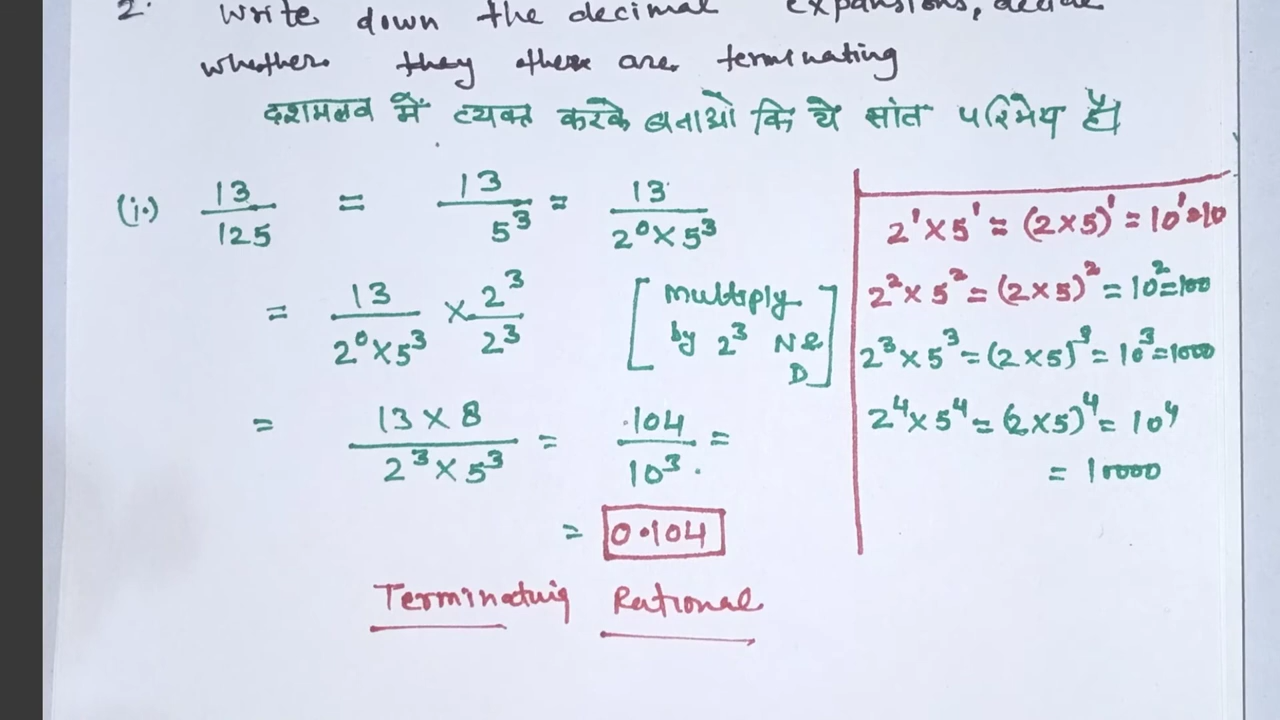 2. Write down the decimal expansions, decide
whether they these are terminating
दशमलव में व्यक्त करके बताओ कि ये सांत परिमेय है।
(i.) 13/125 = 13/5³ = 13/2⁰×5³
= 13/2⁰×5³ × 2³/2³ [multiply by 2³ N & D]
= 13×8/2³×5³ = 104/10³ =
= 0.104
Terminating Rational
2¹×5¹ = (2×5)¹ = 10¹=10
2²×5² = (2×5)² = 10²=100
2³×5³ = (2×5)³ = 10³=1000
2⁴×5⁴ = (2×5)⁴ = 10⁴
= 10000